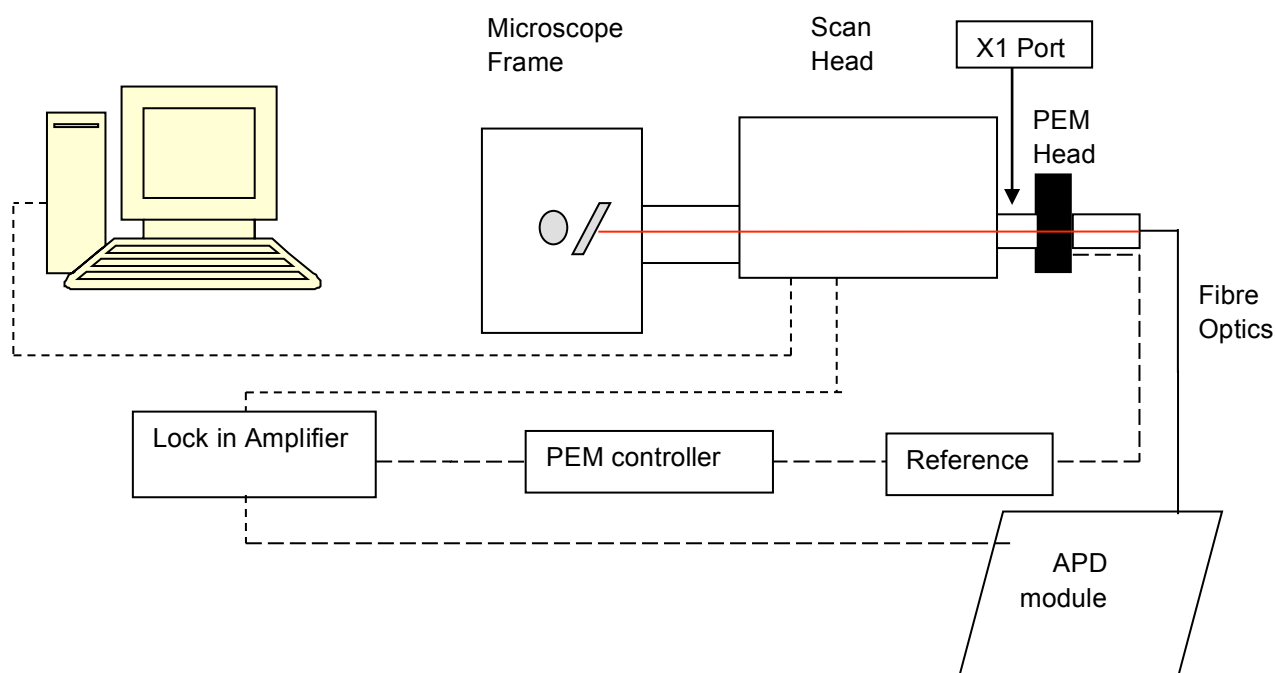 Microscope
Frame
Scan
Head
X1 Port
PEM
Head
Fibre
Optics
Lock in Amplifier
PEM controller
Reference
APD
module